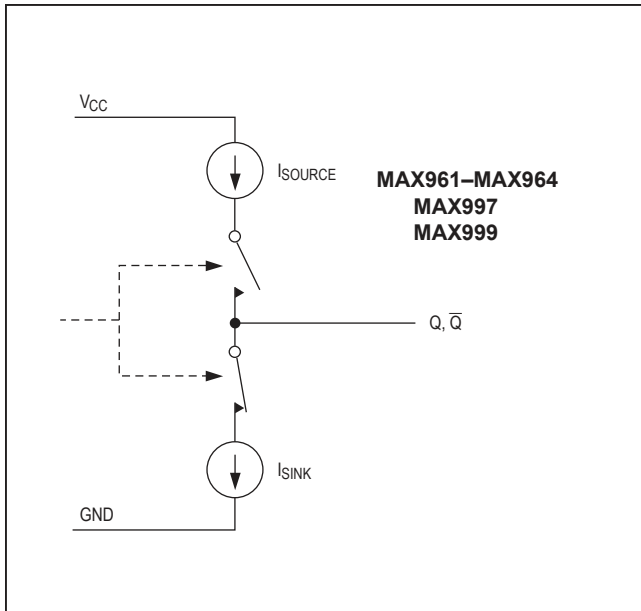 VCC
ISOURCE
MAX961–MAX964
MAX997
MAX999
Q, Q̅
ISINK
GND